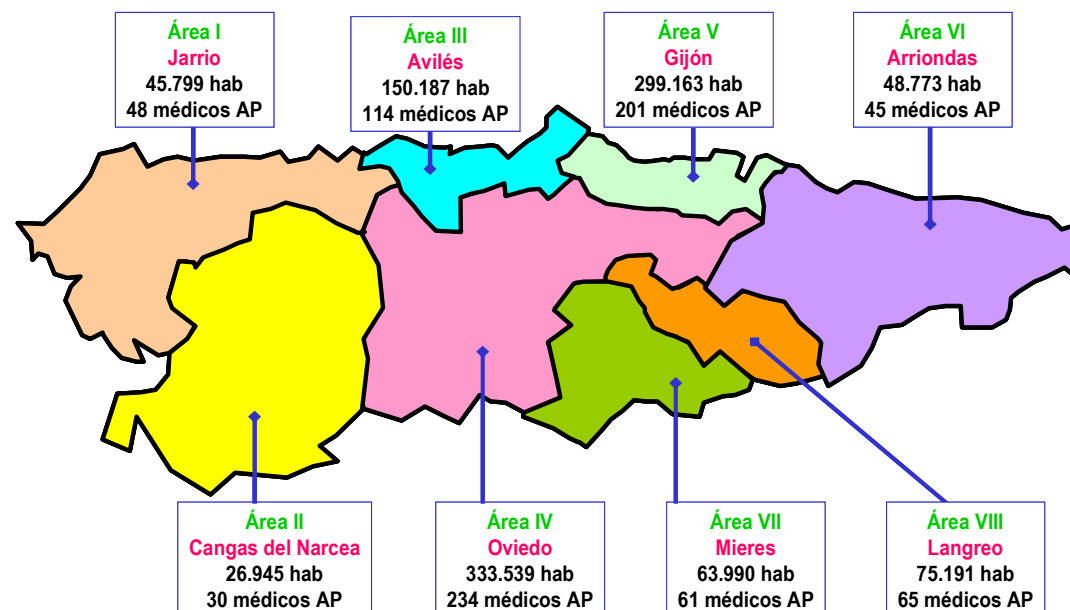 Área I
Jarrio
45.799 hab
48 médicos AP
Área III
Avilés
150.187 hab
114 médicos AP
Área V
Gijón
299.163 hab
201 médicos AP
Área VI
Arriondas
48.773 hab
45 médicos AP
Área II
Cangas del Narcea
26.945 hab
30 médicos AP
Área IV
Oviedo
333.539 hab
234 médicos AP
Área VII
Mieres
63.990 hab
61 médicos AP
Área VIII
Langreo
75.191 hab
65 médicos AP